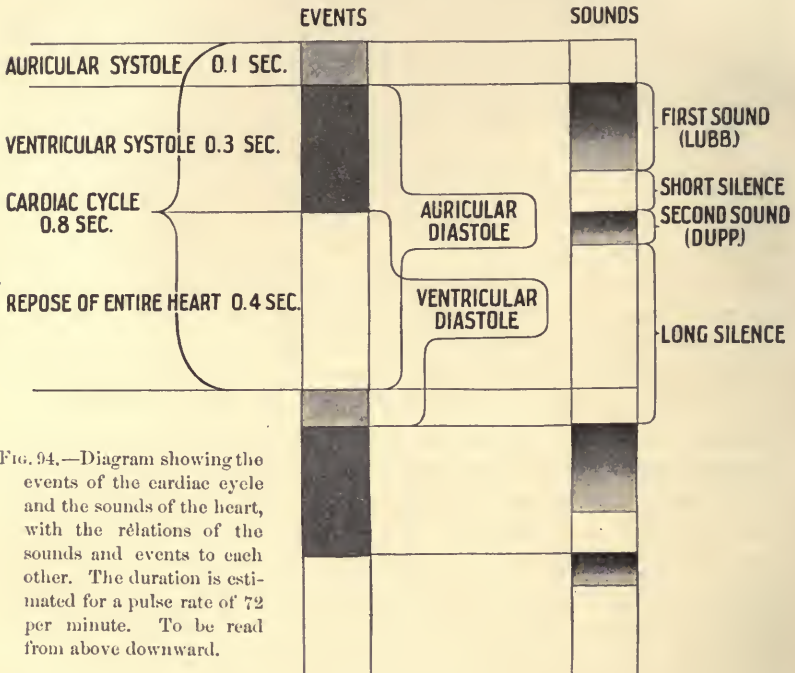 EVENTS
SOUNDS
AURICULAR SYSTOLE 0.1 SEC.
VENTRICULAR SYSTOLE 0.3 SEC.
CARDIAC CYCLE
0.8 SEC.
REPOSE OF ENTIRE HEART 0.4 SEC.
AURICULAR
DIASTOLE
VENTRICULAR
DIASTOLE
FIRST SOUND
(LUBB.)
SHORT SILENCE
SECOND SOUND
(DUPP.)
LONG SILENCE
FIG. 94.—Diagram showing the
events of the cardiac cycle
and the sounds of the heart,
with the relations of the
sounds and events to each
other. The duration is esti-
mated for a pulse rate of 72
per minute. To be read
from above downward.